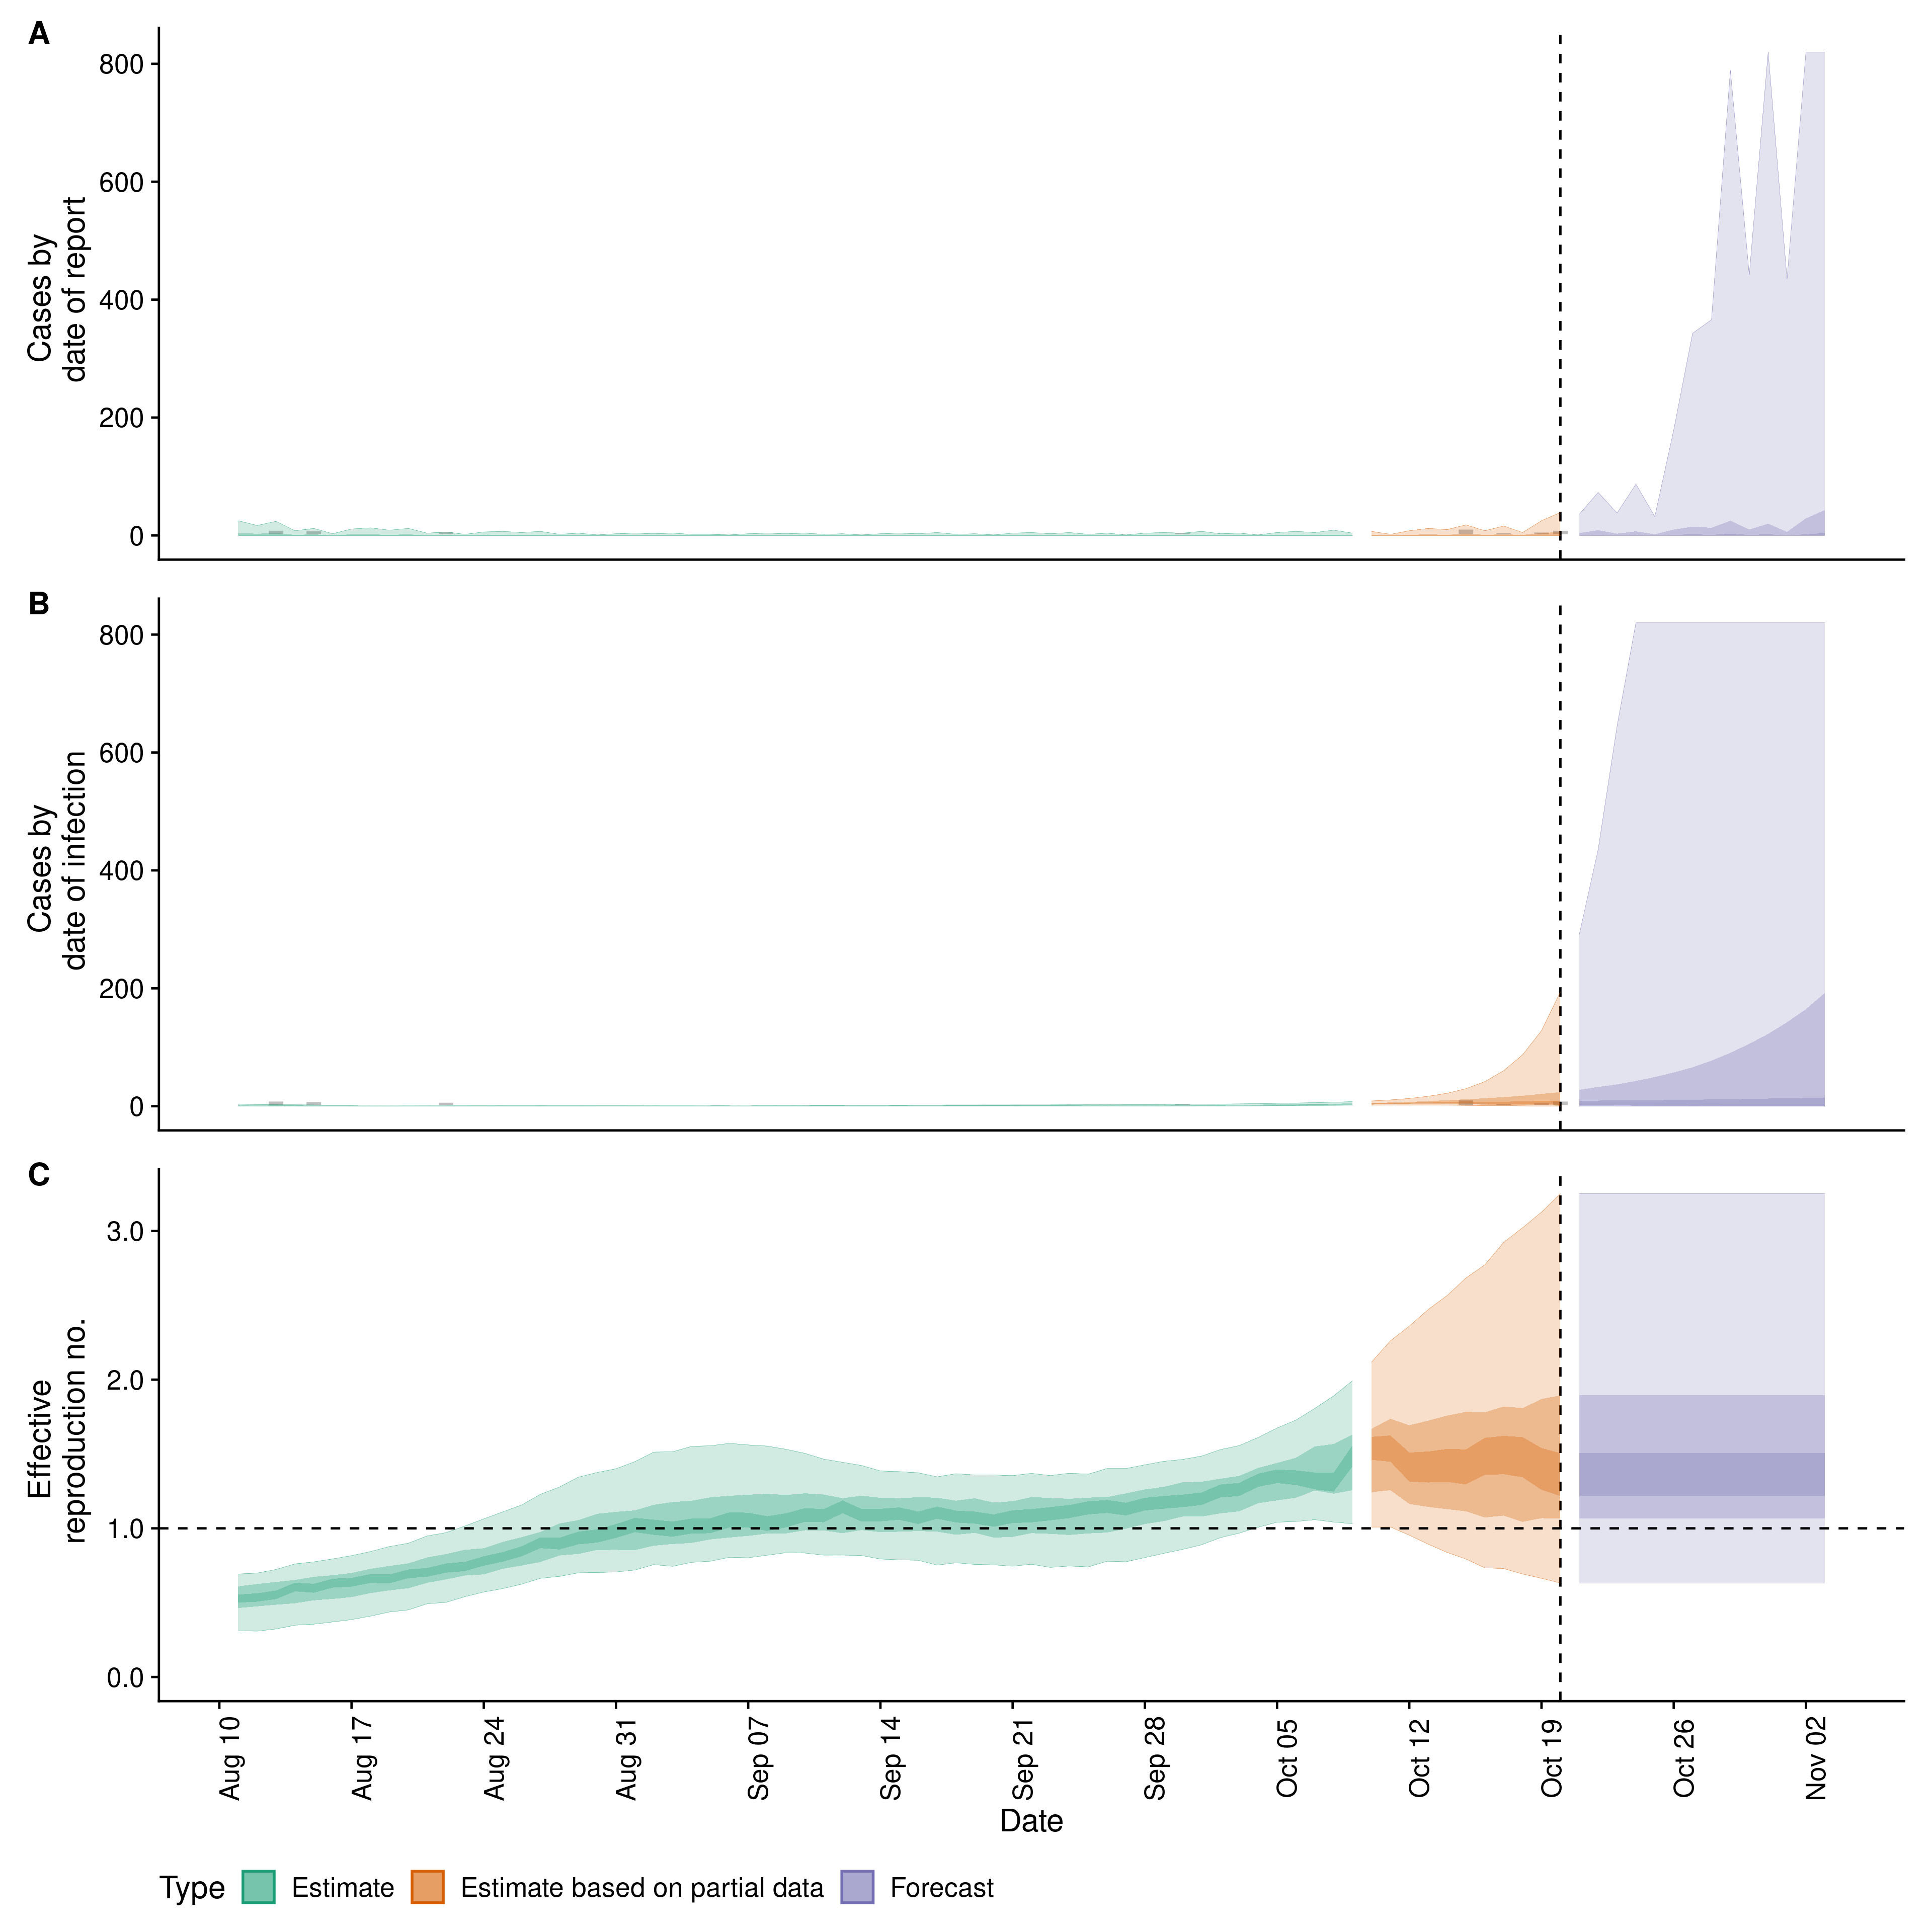 A
800
600
400
200
0
Cases by
date of report
B
800
600
400
200
0
Cases by
date of infection
C
3.0
2.0
1.0
0.0
Effective
reproduction no.
Aug 10
Aug 17
Aug 24
Aug 31
Sep 07
Sep 14
Sep 21
Sep 28
Oct 05
Oct 12
Oct 19
Oct 26
Nov 02
Date
Type Estimate Estimate based on partial data Forecast